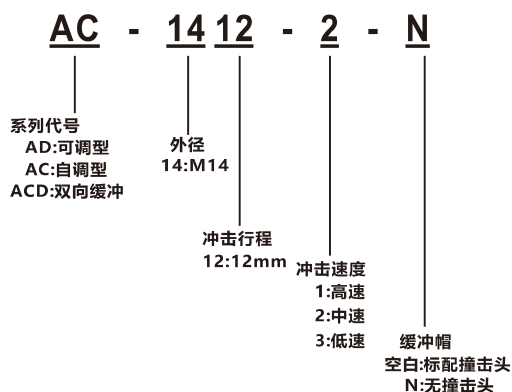 AC - 1412 - 2 - N
系列代号
AD:可调型
AC:自调型
ACD:双向缓冲
外径
14:M14
冲击行程
12:12mm
冲击速度
1:高速
2:中速
3:低速
缓冲帽
空白:标配撞击头
N:无撞击头